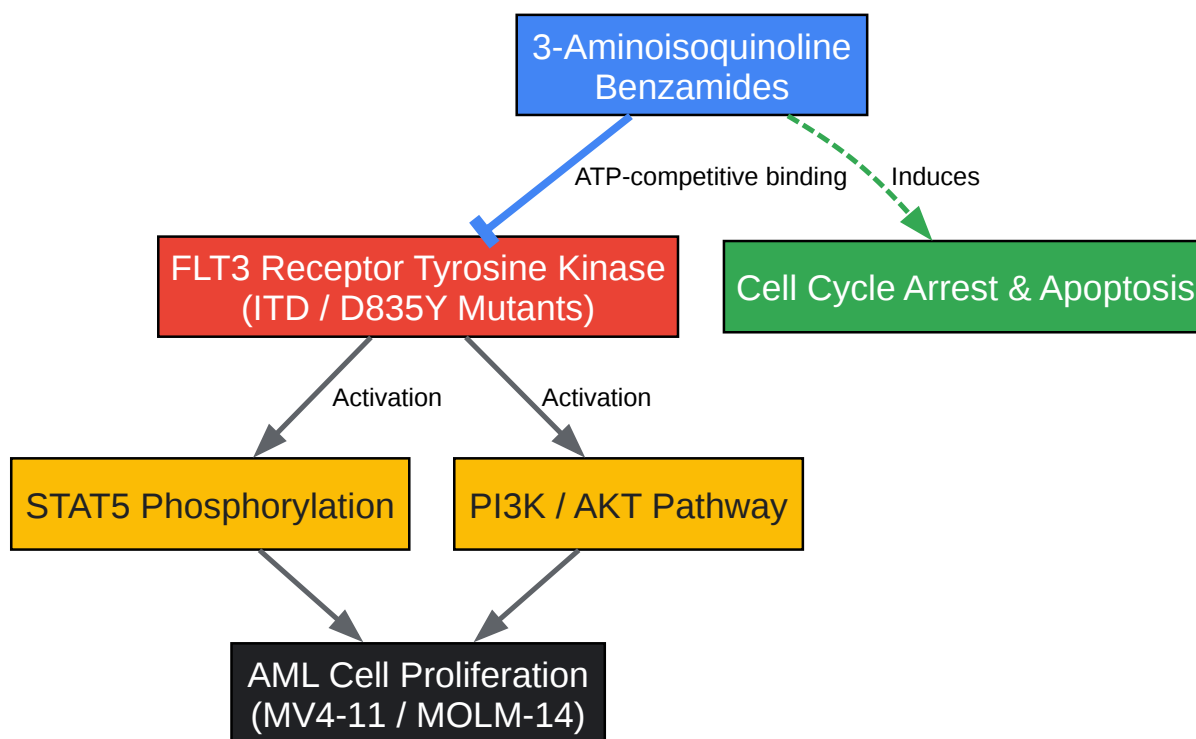 3-Aminoisoquinoline
Benzamides
ATP-competitive binding
Induces
FLT3 Receptor Tyrosine Kinase
(ITD / D835Y Mutants)
Cell Cycle Arrest & Apoptosis
Activation
Activation
STAT5 Phosphorylation
PI3K / AKT Pathway
AML Cell Proliferation
(MV4-11 / MOLM-14)